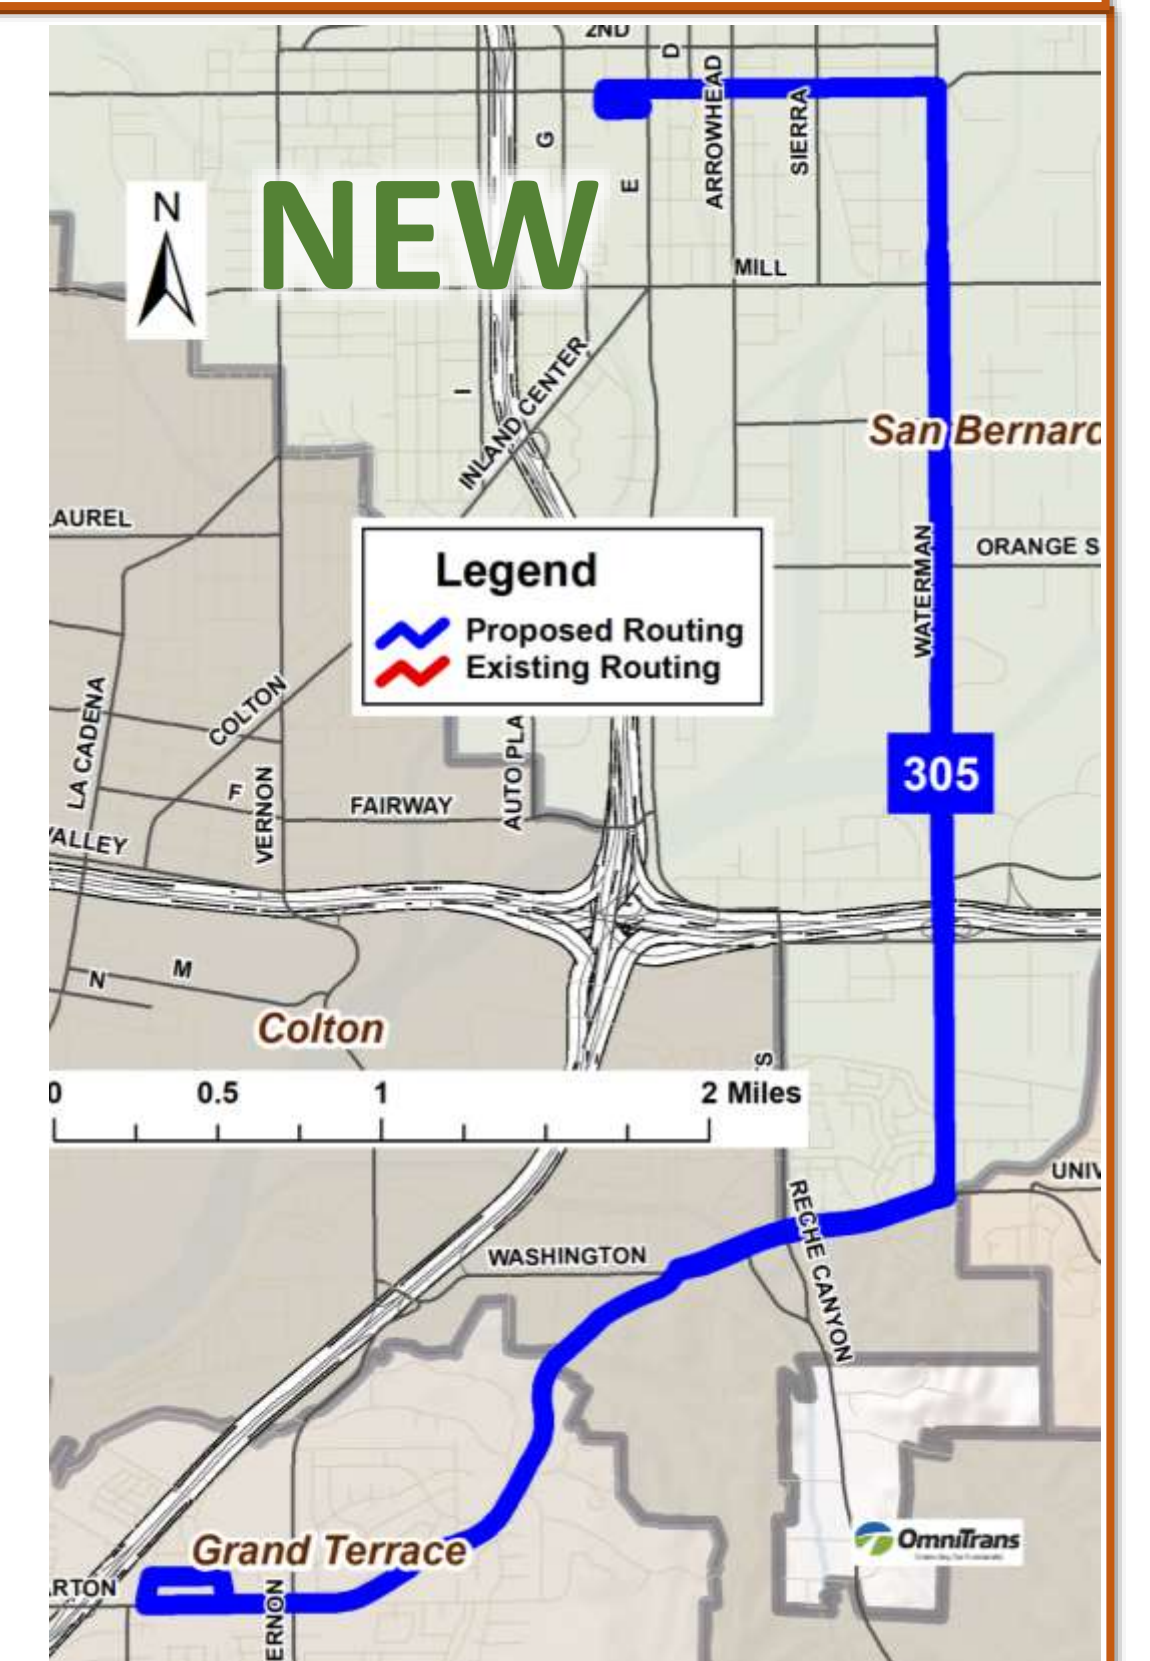 2ND
D
ARROWHEAD
SIERRA
G
E
N
NEW
MILL
I
INLAND CENTER
San Bernard
AUREL
ORANGE S
WATERMAN
Legend
Proposed Routing
Existing Routing
LA CADENA
COLTON
F
VERNON
FAIRWAY
AUTO PLA
305
VALLEY
N
M
Colton
S
0 0.5 1 2 Miles
UNIV
RECHE CANYON
WASHINGTON
OmniTrans
Grand Terrace
ARTON
ERNON